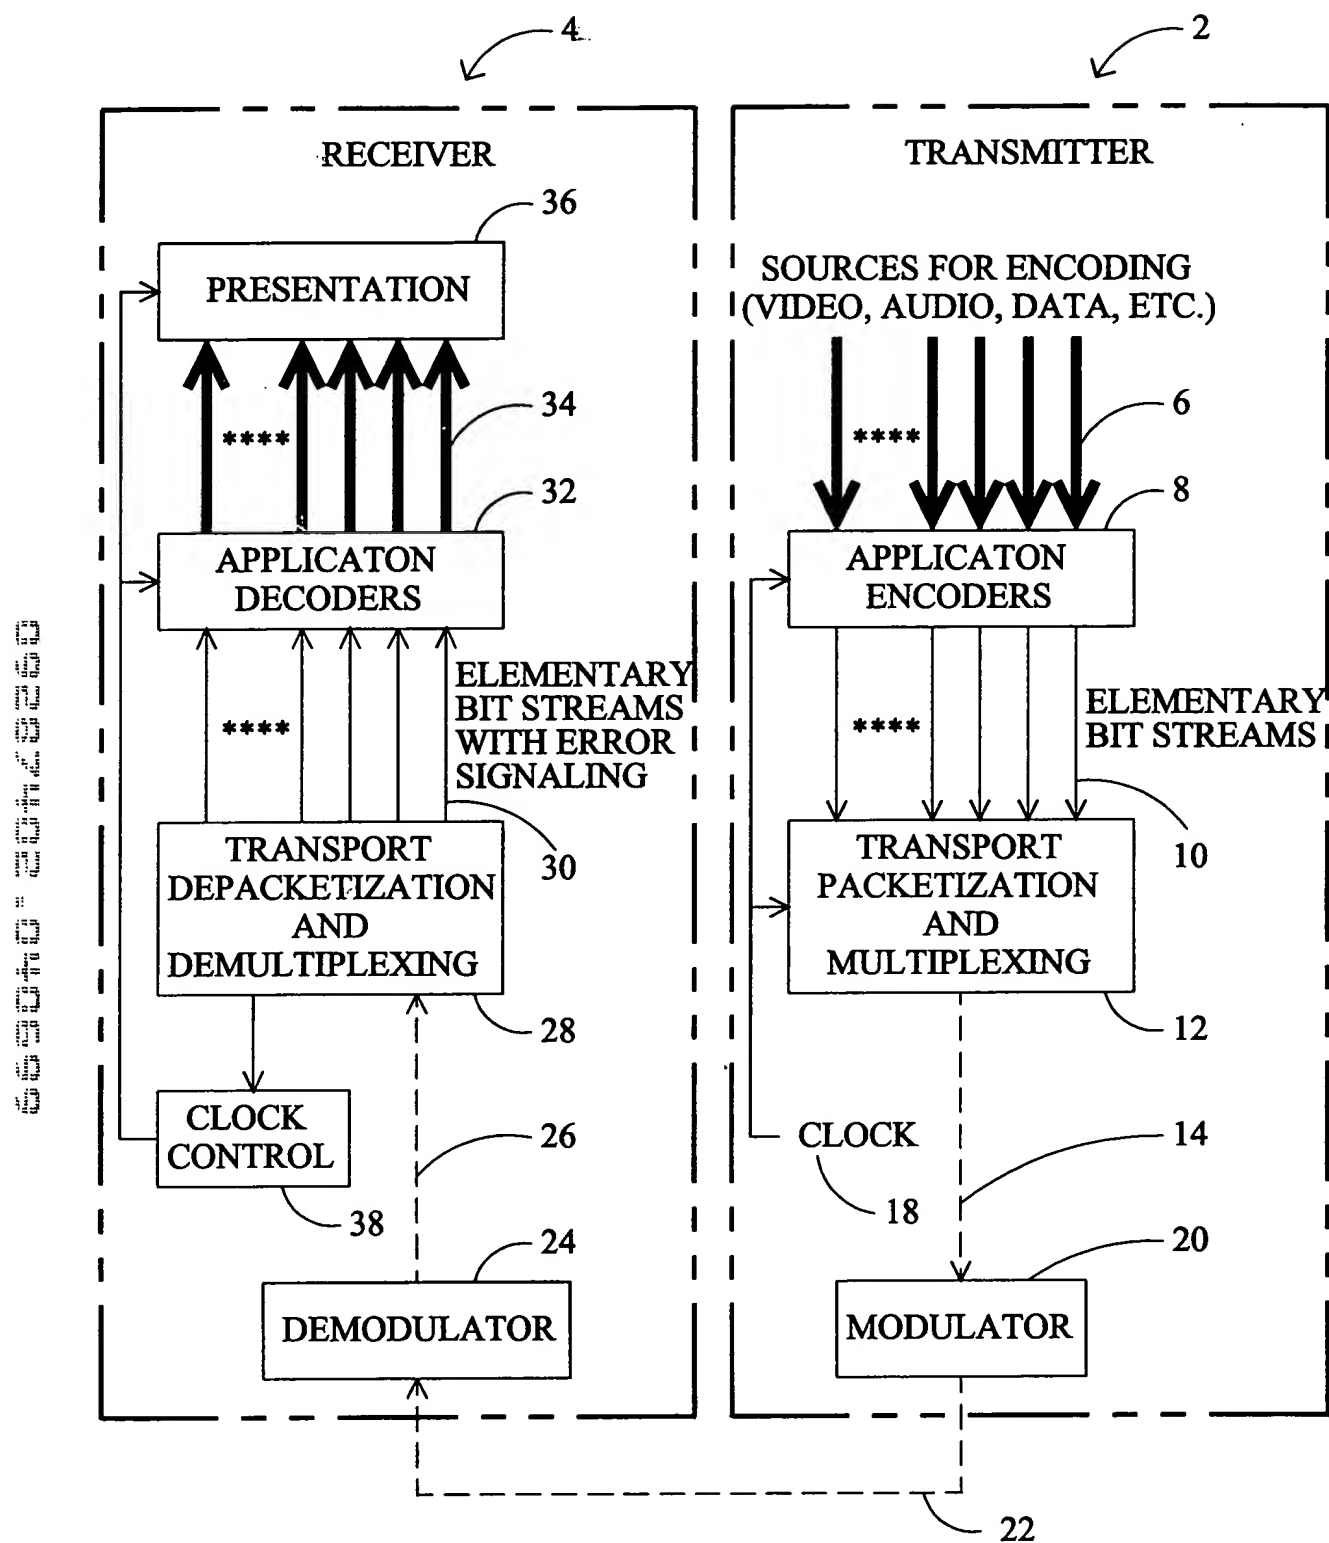 4
2
RECEIVER
TRANSMITTER
36
PRESENTATION
SOURCES FOR ENCODING
(VIDEO, AUDIO, DATA, ETC.)
34
6
****
****
32
8
APPLICATON
DECODERS
APPLICATON
ENCODERS
ELEMENTARY
BIT STREAMS
WITH ERROR
SIGNALING
ELEMENTARY
BIT STREAMS
****
****
30
10
TRANSPORT
DEPACKETIZATION
AND
DEMULTIPLEXING
TRANSPORT
PACKETIZATION
AND
MULTIPLEXING
28
12
CLOCK
CONTROL
26
CLOCK
14
38
18
24
20
DEMODULATOR
MODULATOR
22